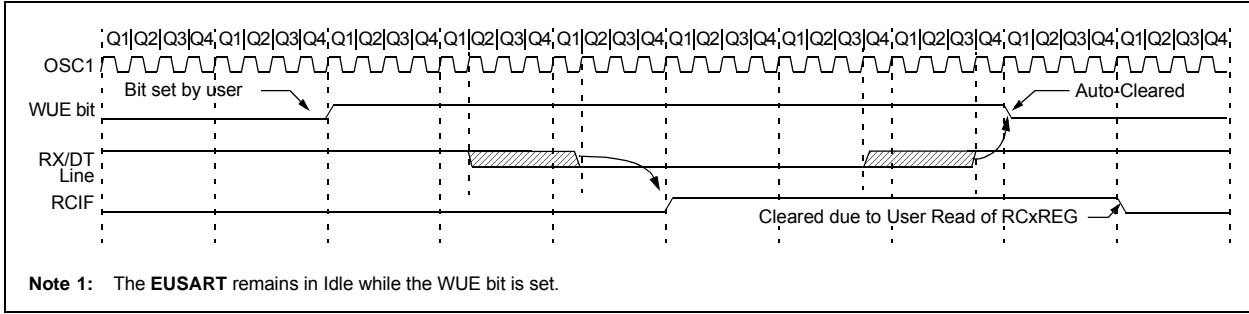 Q1|Q2|Q3|Q4 Q1|Q2|Q3|Q4 Q1|Q2|Q3|Q4 Q1|Q2|Q3|Q4 Q1|Q2|Q3|Q4 Q1|Q2|Q3|Q4 Q1|Q2|Q3|Q4 Q1|Q2|Q3|Q4 Q1|Q2|Q3|Q4 Q1|Q2|Q3|Q4
OSC1
Bit set by user
Auto-Cleared
WUE bit
RX/DT
Line
RCIF
Cleared due to User Read of RCxREG
Note 1: The EUSART remains in Idle while the WUE bit is set.